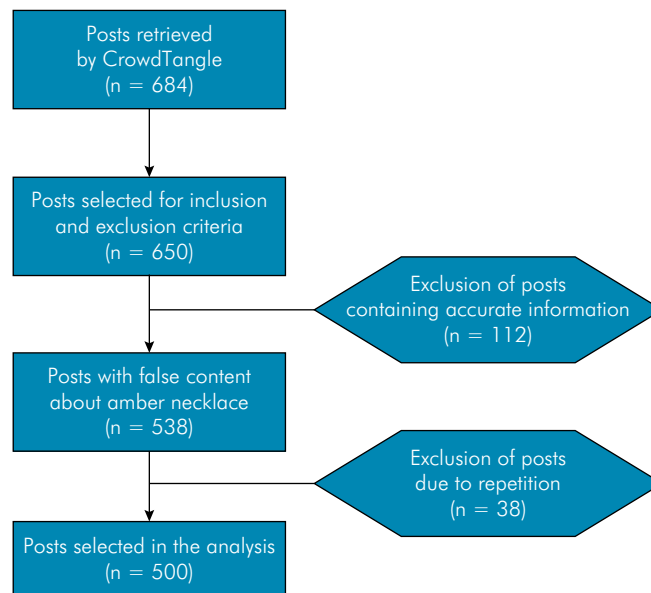 Posts retrieved
by CrowdTangle
(n = 684)
Posts selected for inclusion
and exclusion criteria
(n = 650)
Exclusion of posts
containing accurate information
(n = 112)
Posts with false content
about amber necklace
(n = 538)
Exclusion of posts
due to repetition
(n = 38)
Posts selected in the analysis
(n = 500)